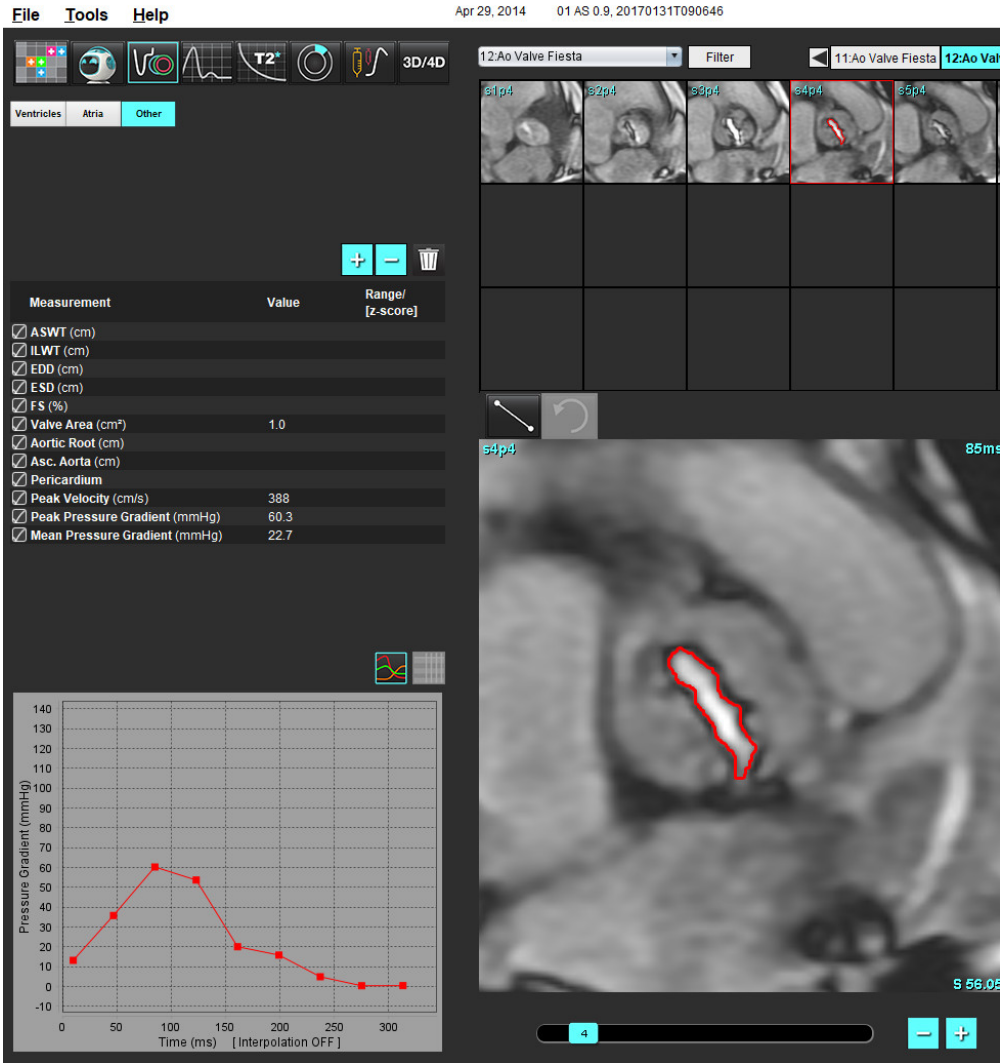 File Tools Help
Apr 29, 2014 01 AS 0.9, 20170131T090646
T2* 3D/4D
12:Ao Valve Fiesta Filter 11:Ao Valve Fiesta 12:Ao Val
Ventricles Atria Other
s1p4 s2p4 s3p4 s4p4 s5p4
+ −
Measurement Value Range/
[z-score]
ASWT (cm)
ILWT (cm)
EDD (cm)
ESD (cm)
FS (%)
Valve Area (cm²) 1.0
Aortic Root (cm)
Asc. Aorta (cm)
Pericardium
Peak Velocity (cm/s) 388
Peak Pressure Gradient (mmHg) 60.3
Mean Pressure Gradient (mmHg) 22.7
s4p4 85ms
Pressure Gradient (mmHg)
140
130
120
110
100
90
80
70
60
50
40
30
20
10
0
-10
0 50 100 150 200 250 300
Time (ms) [ Interpolation OFF ]
S 56.05
4 − +